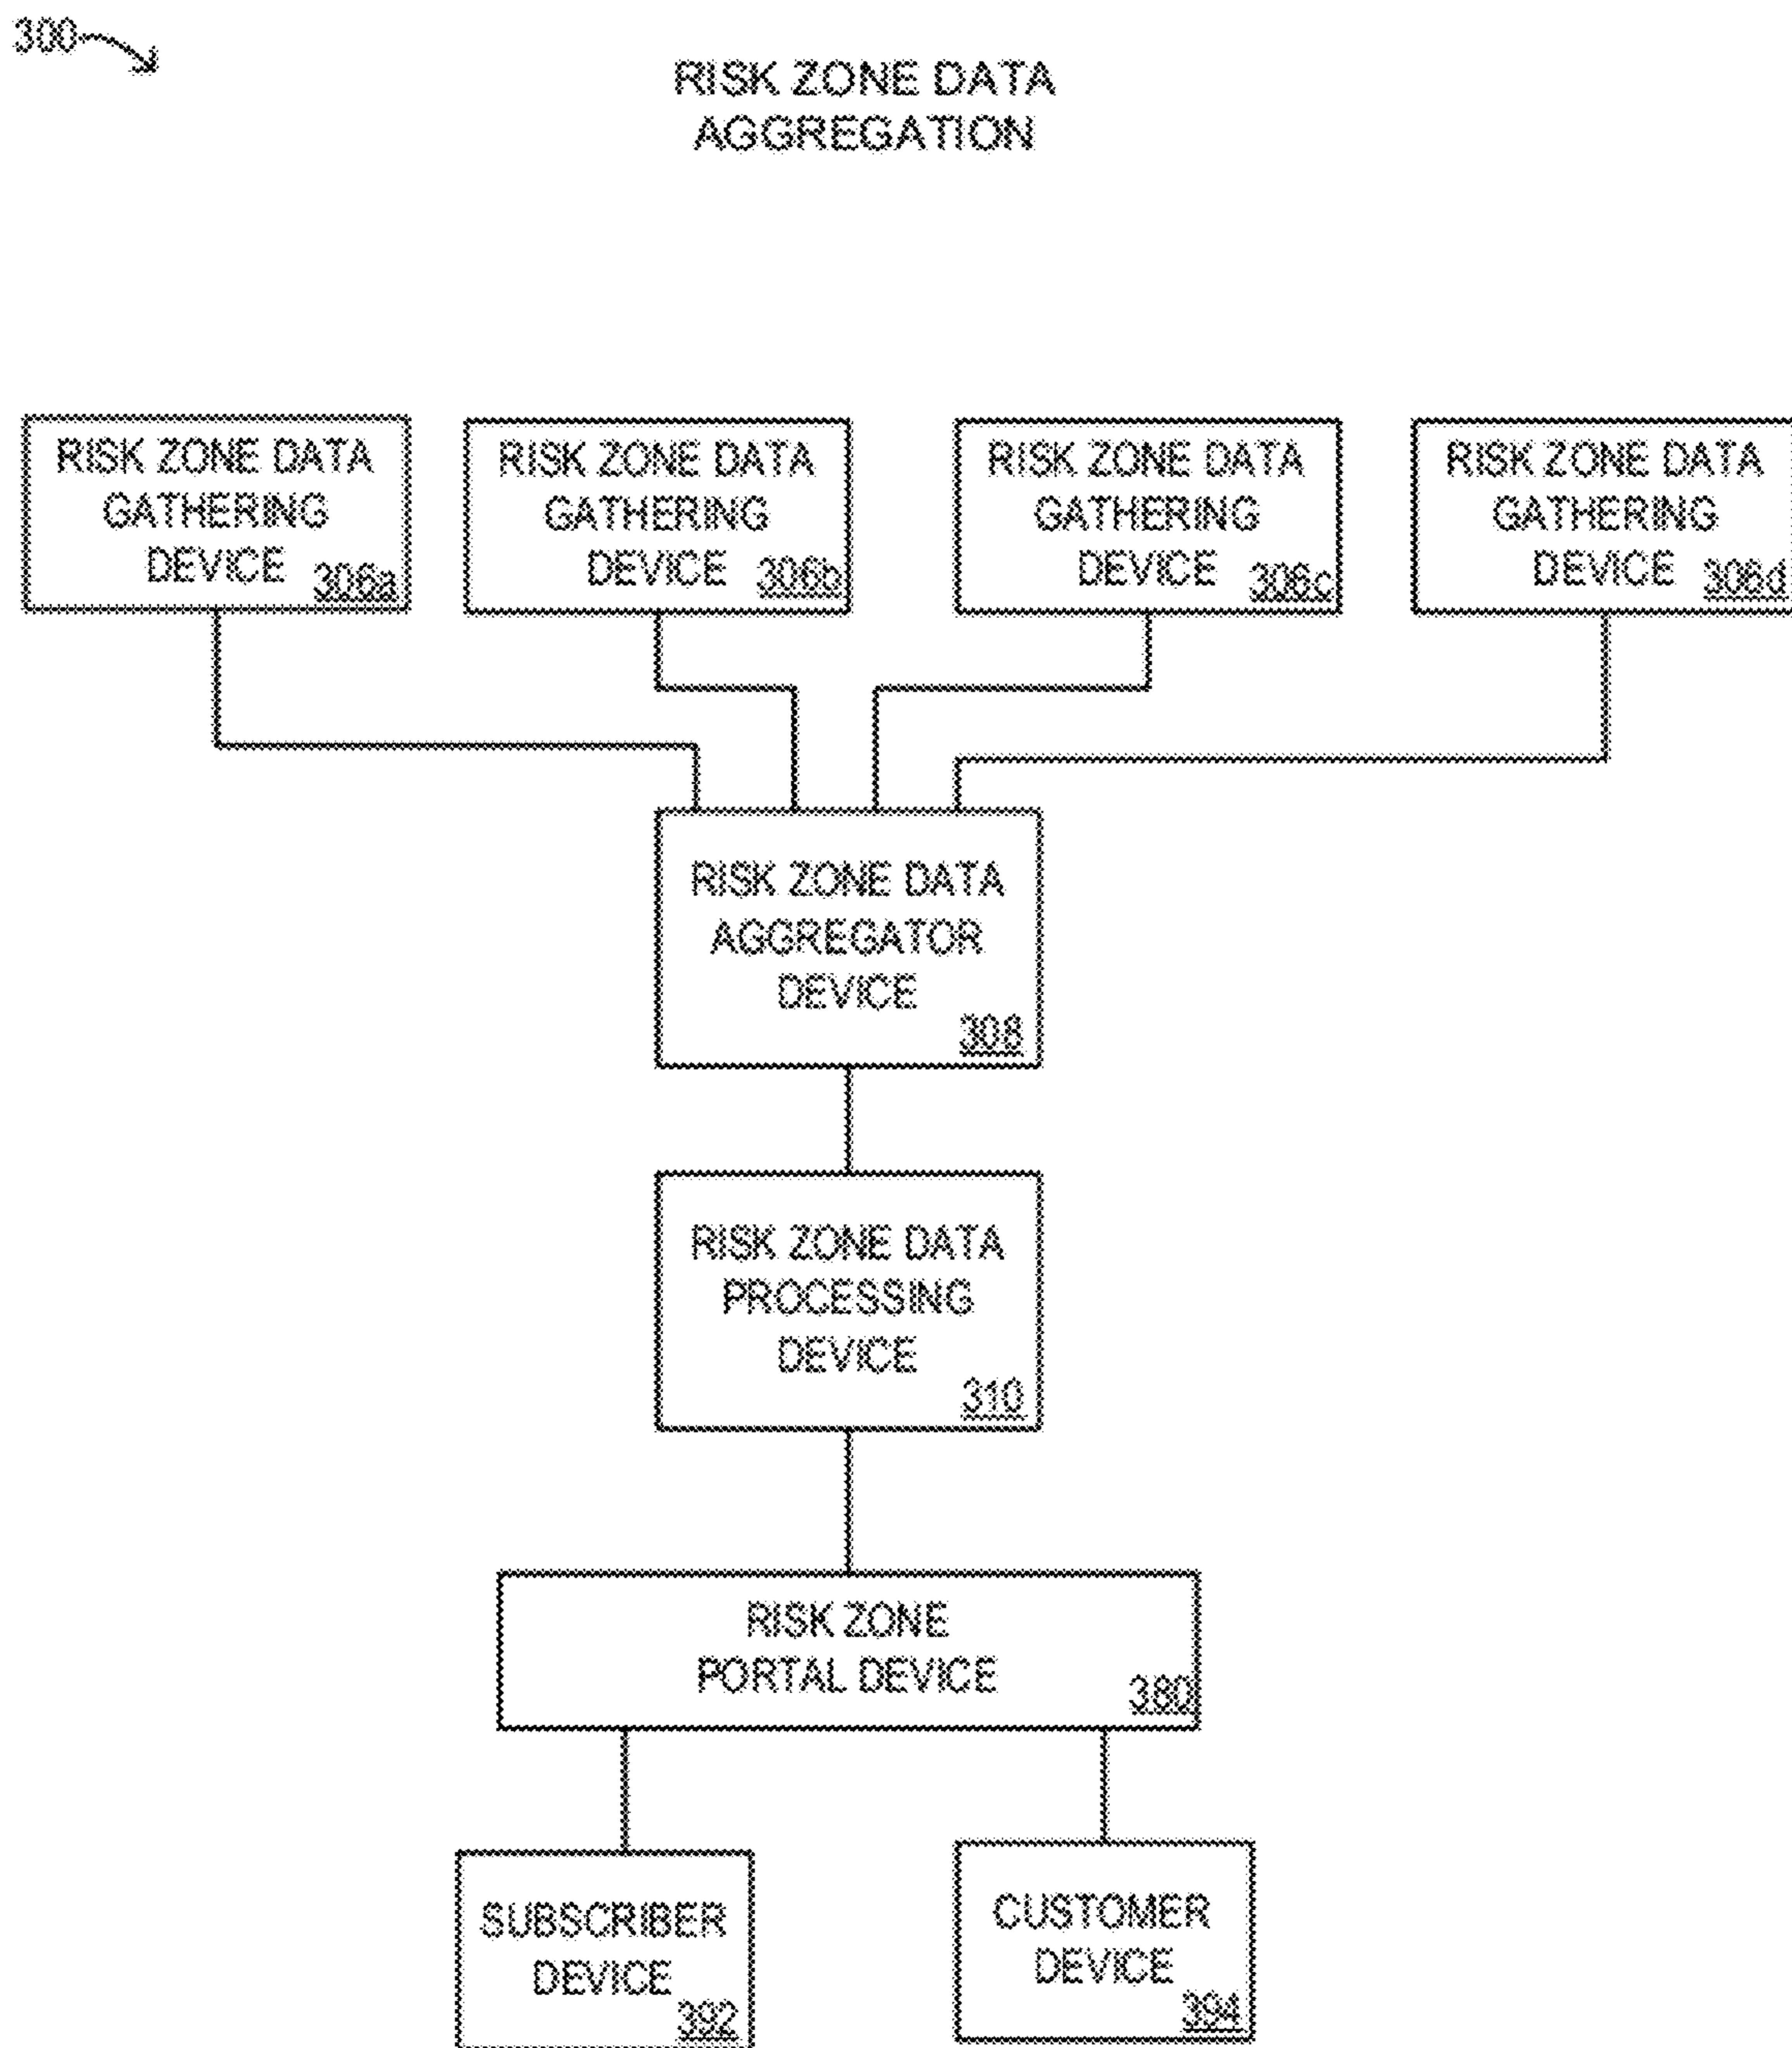 300
RISK ZONE DATA
AGGREGATION
RISK ZONE DATA
GATHERING
DEVICE 306a
RISK ZONE DATA
GATHERING
DEVICE 306b
RISK ZONE DATA
GATHERING
DEVICE 306c
RISK ZONE DATA
GATHERING
DEVICE 306d
RISK ZONE DATA
AGGREGATOR
DEVICE
308
RISK ZONE DATA
PROCESSING
DEVICE
310
RISK ZONE
PORTAL DEVICE
380
SUBSCRIBER
DEVICE
392
CUSTOMER
DEVICE
394